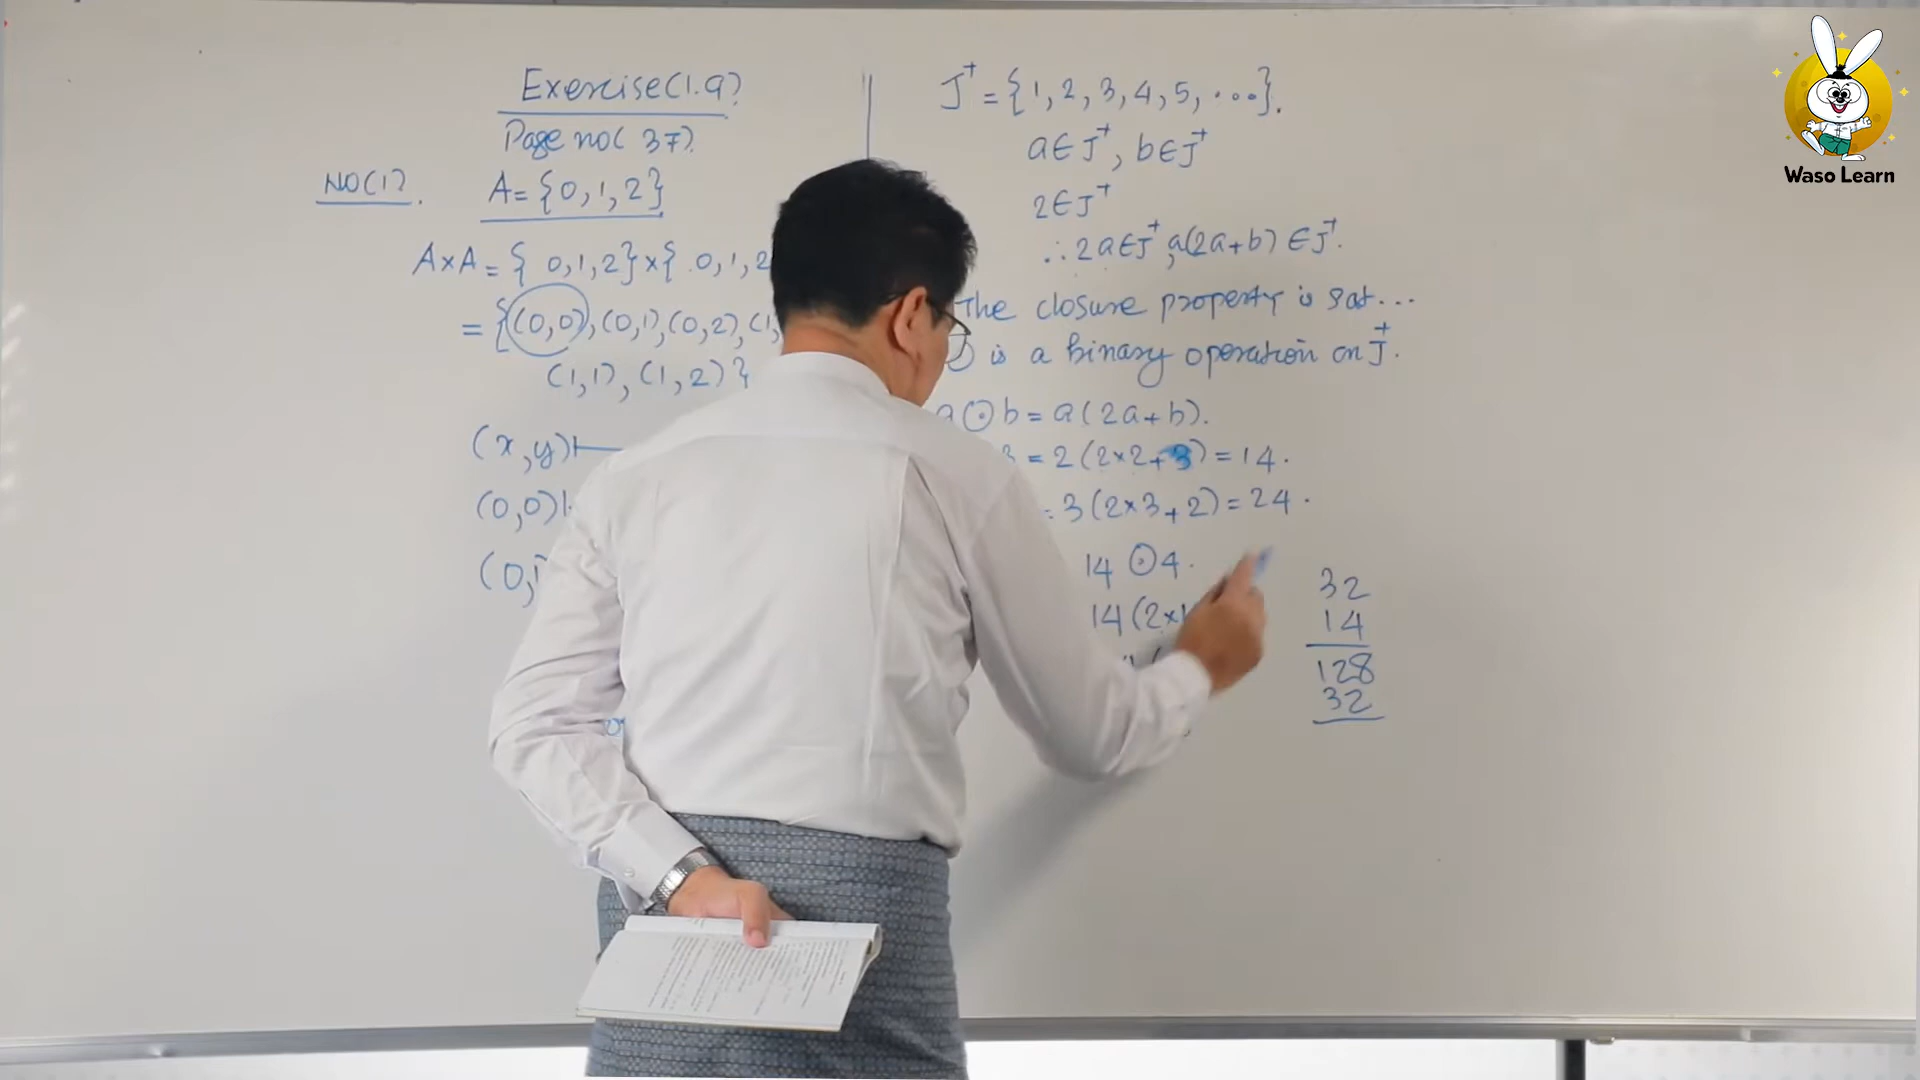 Exercise(1.9)
Page no( 37).
NO(1).
A={0,1,2}
A×A={ 0,1,2}×{ 0,1,2
={(0,0),(0,1),(0,2),(1,
(1,1),(1,2)}
(x,y)
(0,0)
(0,1
J⁺={1,2,3,4,5,...}.
a∈J⁺, b∈J⁺
2∈J⁺
∴2a∈J⁺, a(2a+b)∈J⁺.
The closure property is sat...
⊙ is a binary operation on J⁺.
a⊙b=a(2a+b).
3=2(2×2+3)=14.
=3(2×3+2)=24.
14⊙4.
14(2×1
32
14
128
32
Waso Learn